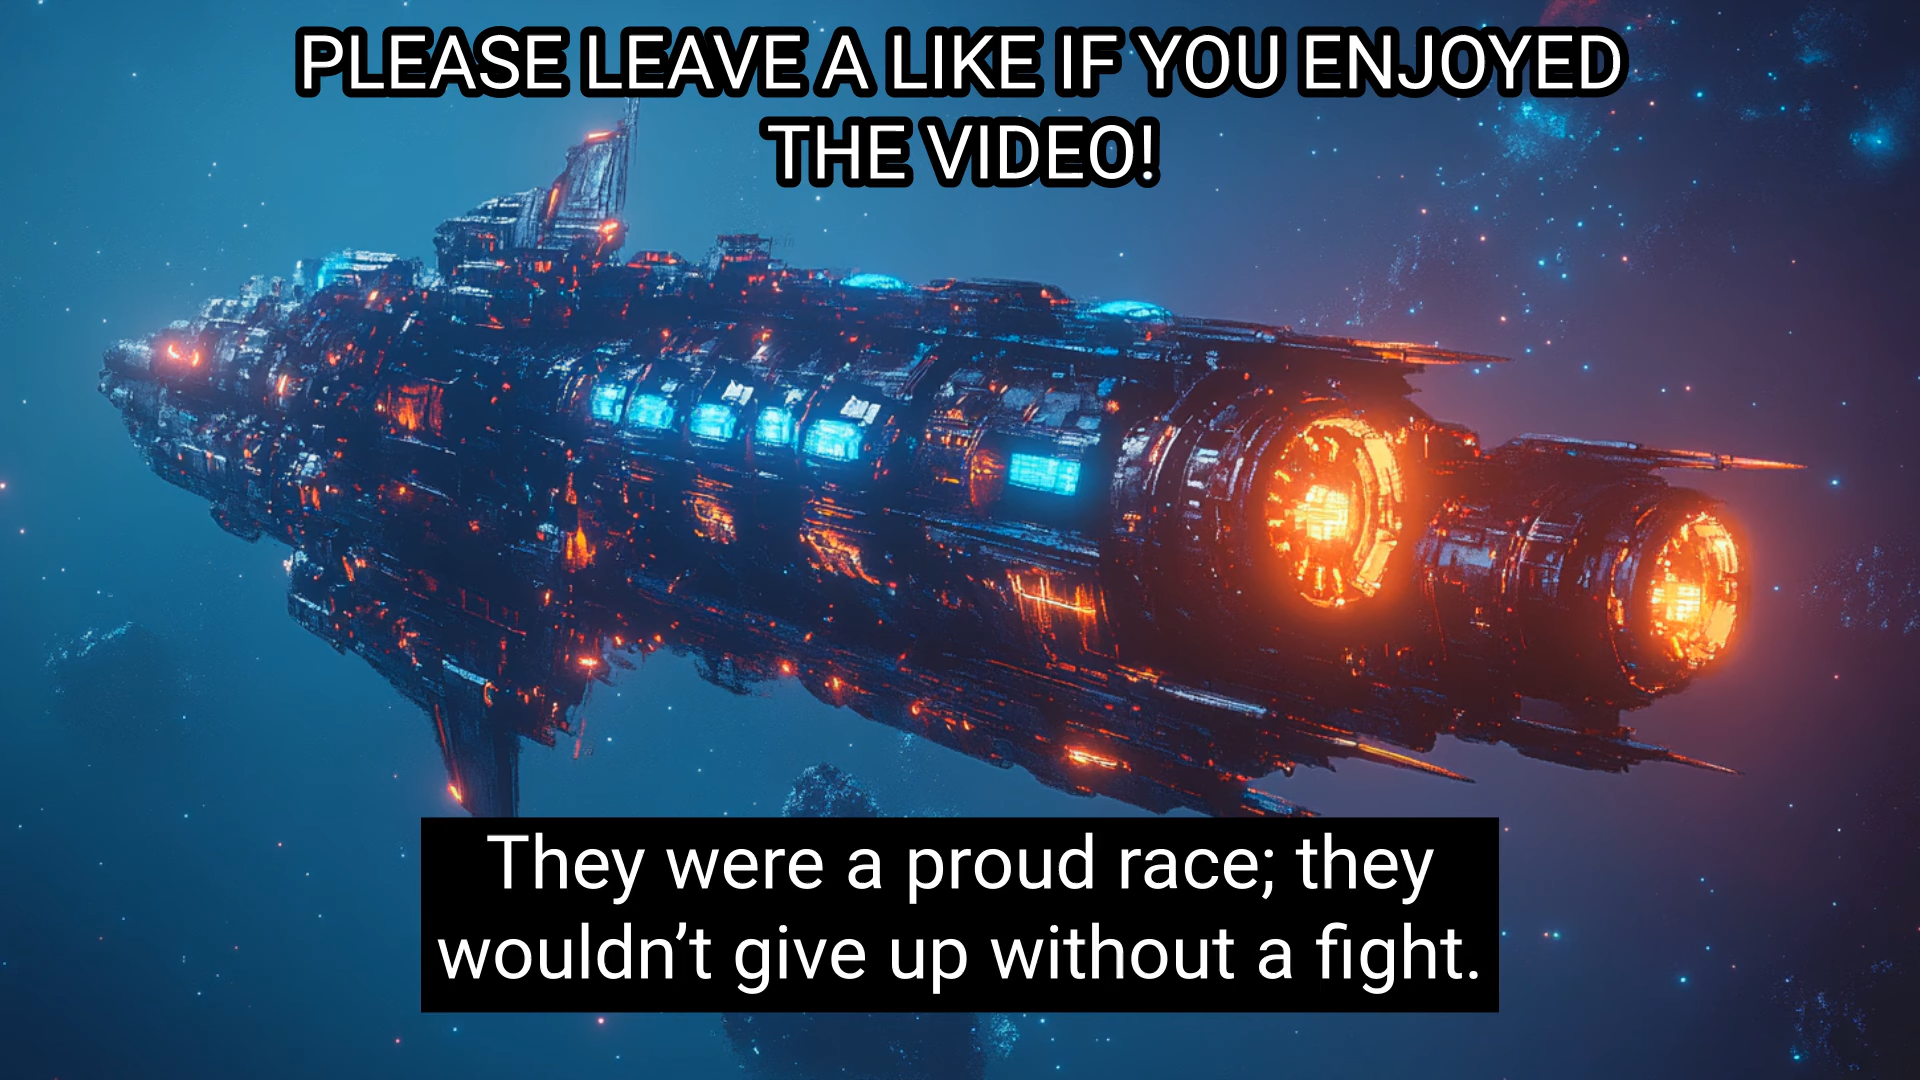 PLEASE LEAVE A LIKE IF YOU ENJOYED
THE VIDEO!
They were a proud race; they
wouldn’t give up without a fight.